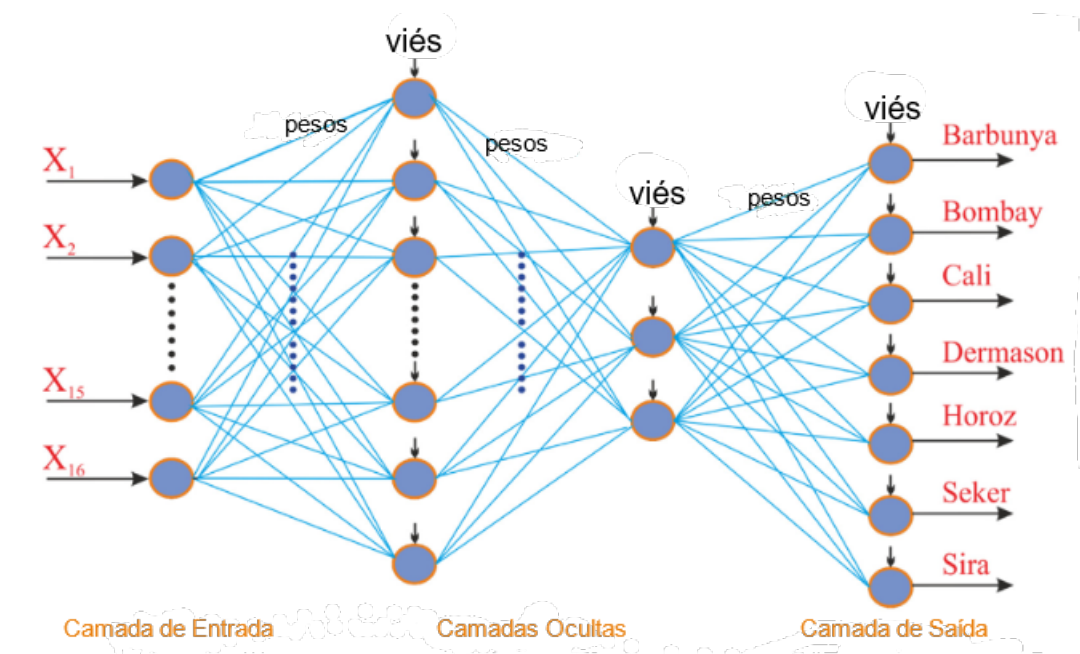 viés
viés
viés
pesos
pesos
pesos
X1
X2
X15
X16
Barbunya
Bombay
Cali
Dermason
Horoz
Seker
Sira
Camada de Entrada
Camadas Ocultas
Camada de Saída